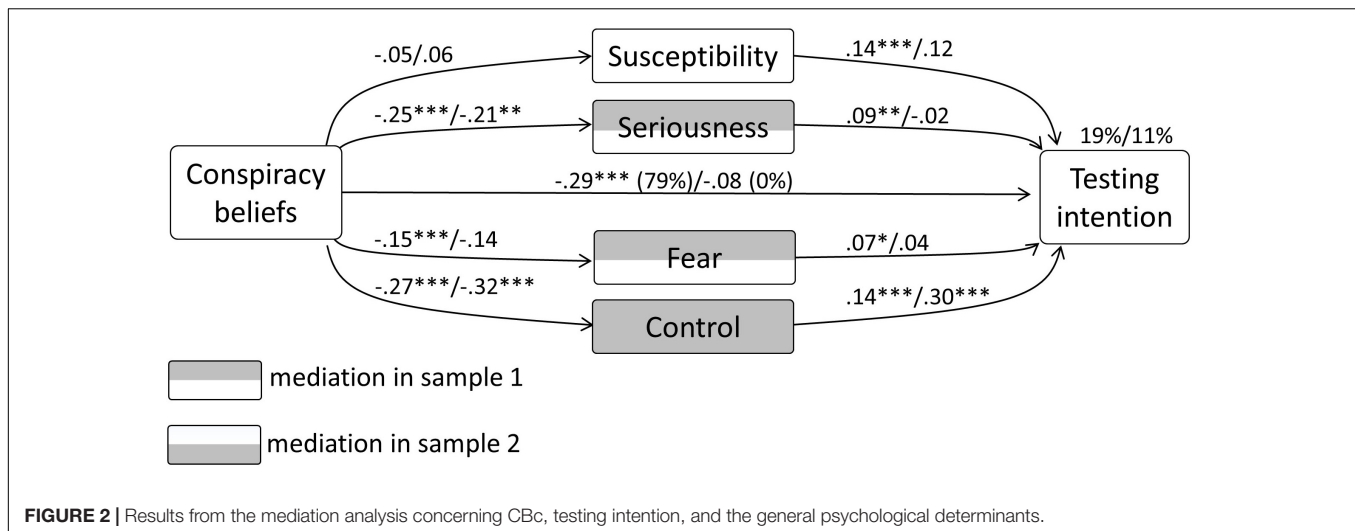 -.05/.06
Susceptibility
.14***/.12
-.25***/-.21**
Seriousness
.09**/-.02
19%/11%
Conspiracy
beliefs
-.29*** (79%)/-.08 (0%)
Testing
intention
-.15***/-.14
Fear
.07*/.04
-.27***/-.32***
Control
.14***/.30***
mediation in sample 1
mediation in sample 2
FIGURE 2 | Results from the mediation analysis concerning CBc, testing intention, and the general psychological determinants.